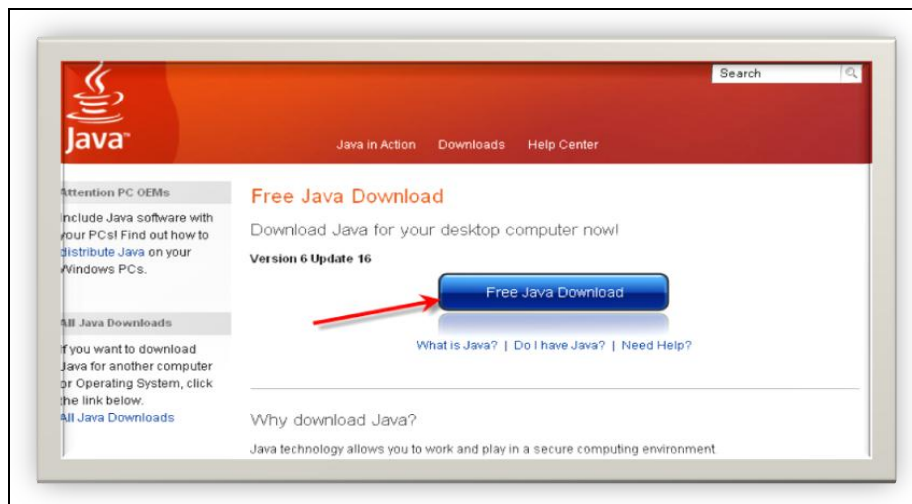 Search
Java™
Java in Action Downloads Help Center
Attention PC OEMs
Include Java software with
your PCs! Find out how to
distribute Java on your
Windows PCs.
All Java Downloads
If you want to download
Java for another computer
or Operating System, click
the link below.
All Java Downloads
Free Java Download
Download Java for your desktop computer now!
Version 6 Update 16
Free Java Download
What is Java? | Do I have Java? | Need Help?
Why download Java?
Java technology allows you to work and play in a secure computing environment